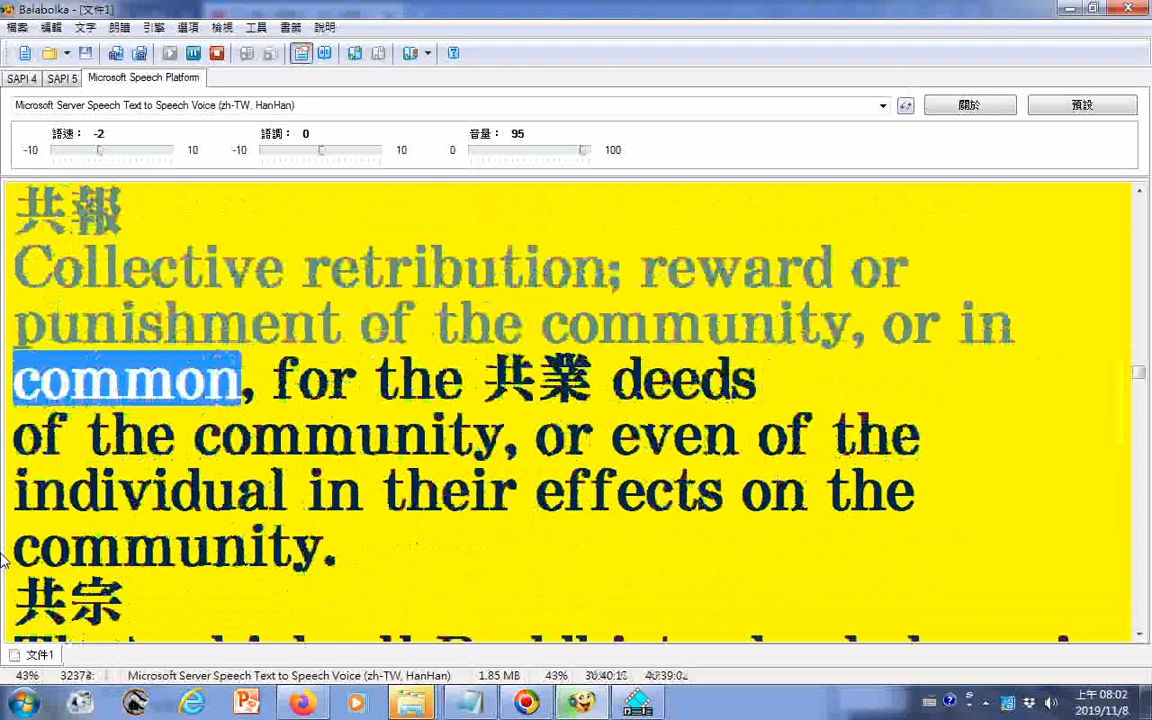 Balabolka - [文件1]
檔案 編輯 文字 朗讀 引擎 選項 檢視 工具 書籤 說明
SAPI 4 SAPI 5 Microsoft Speech Platform
Microsoft Server Speech Text to Speech Voice (zh-TW, HanHan) 關於 預設
語速： -2 語調： 0 音量： 95
-10 10 -10 10 0 100
共報
Collective retribution; reward or
punishment of the community, or in
common, for the 共業 deeds
of the community, or even of the
individual in their effects on the
community.
共宗
文件1
43% Microsoft Server Speech Text to Speech Voice (zh-TW, HanHan) 1.85 MB 43%
上午 08:02
2019/11/8